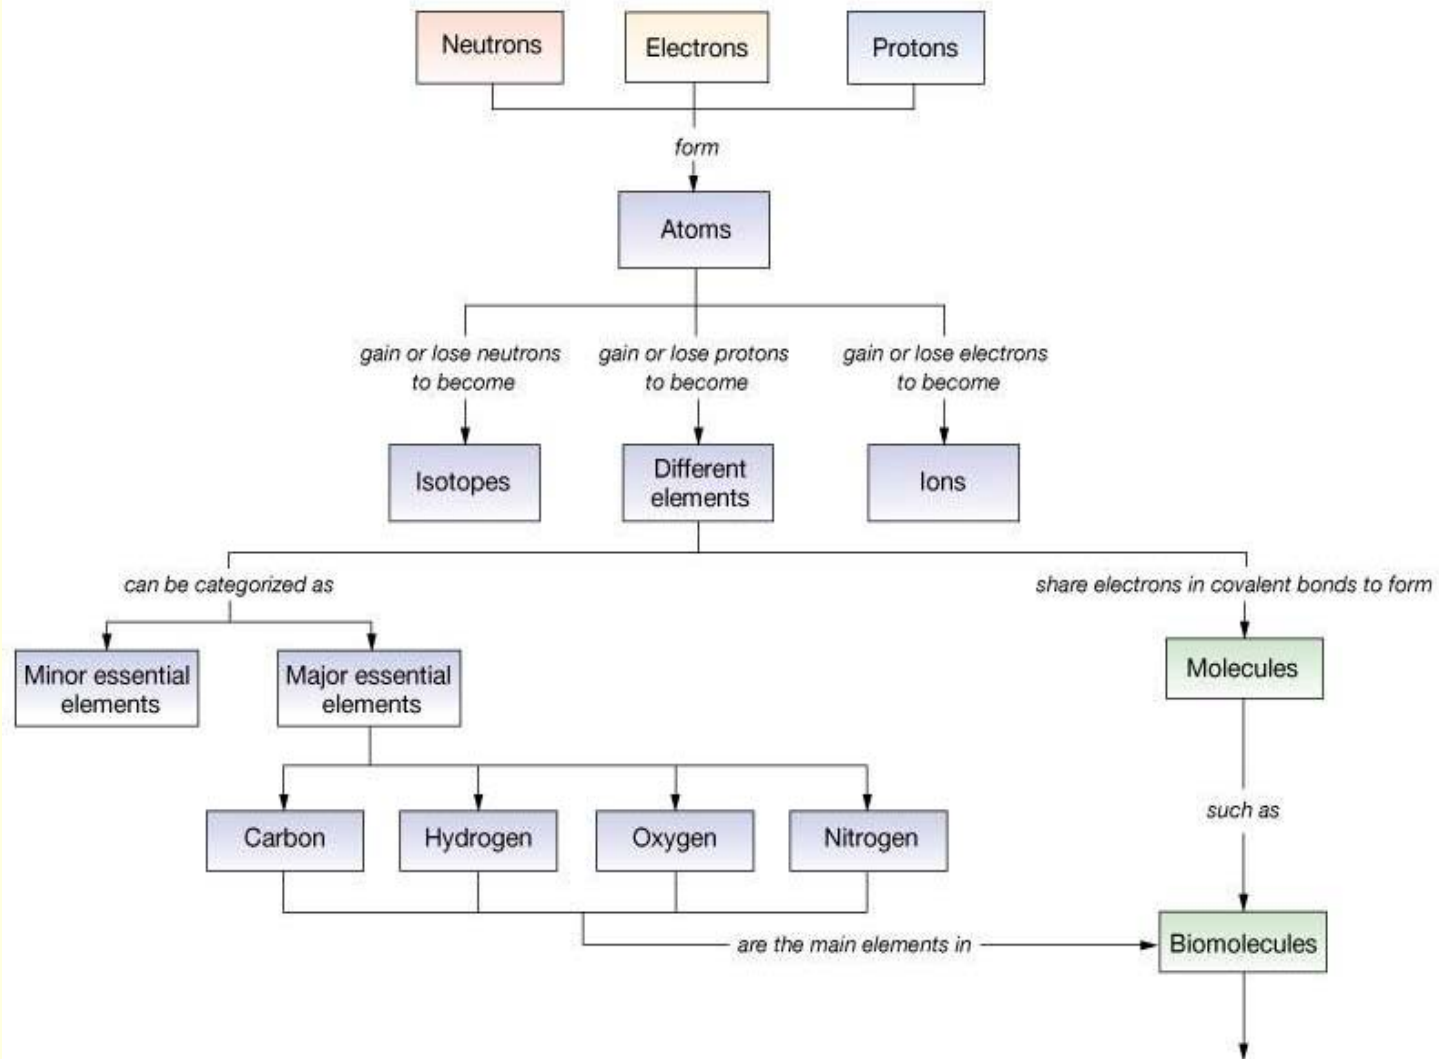 Neutrons
Electrons
Protons
form
Atoms
gain or lose neutrons
to become
gain or lose protons
to become
gain or lose electrons
to become
Isotopes
Different
elements
Ions
can be categorized as
share electrons in covalent bonds to form
Minor essential
elements
Major essential
elements
Molecules
such as
Carbon
Hydrogen
Oxygen
Nitrogen
are the main elements in
Biomolecules